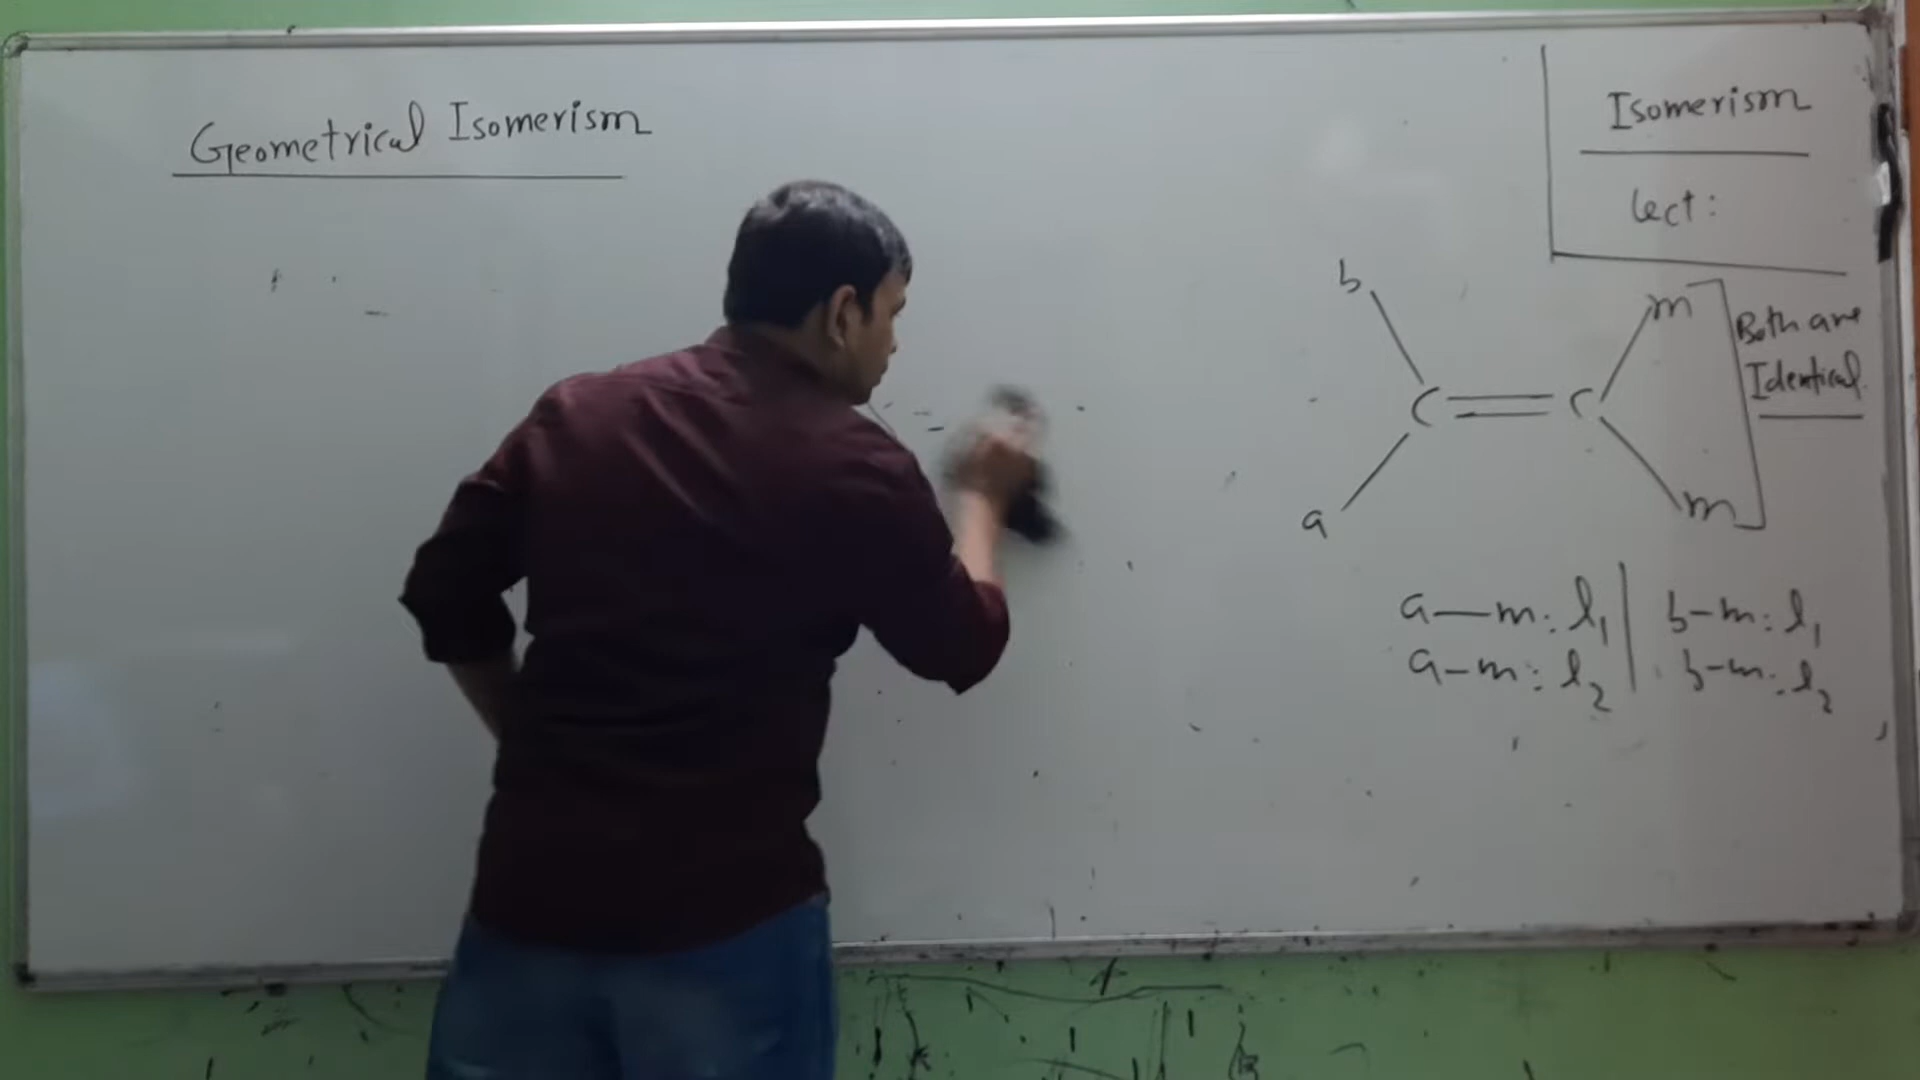 Geometrical Isomerism
Isomerism
Lect:
b
m
Both are
Identical.
C
C
a
m
a—m: l1 | b-m: l1
a-m: l2 | b-m: l2